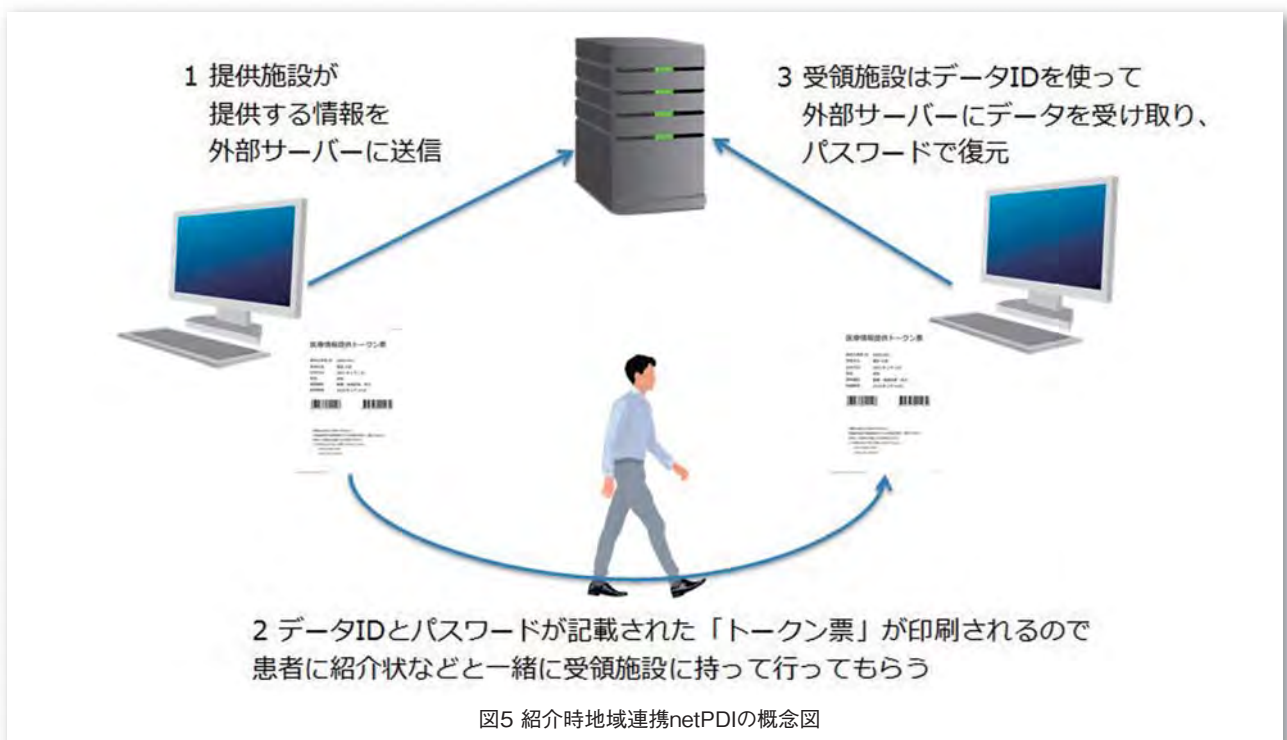 1 提供施設が
提供する情報を
外部サーバーに送信
3 受領施設はデータIDを使って
外部サーバーにデータを受け取り、
パスワードで復元
医療情報提供トークン票
医療情報提供トークン票
2 データIDとパスワードが記載された「トークン票」が印刷されるので
患者に紹介状などと一緒に受領施設に持って行ってもらう
図5 紹介時地域連携netPDIの概念図